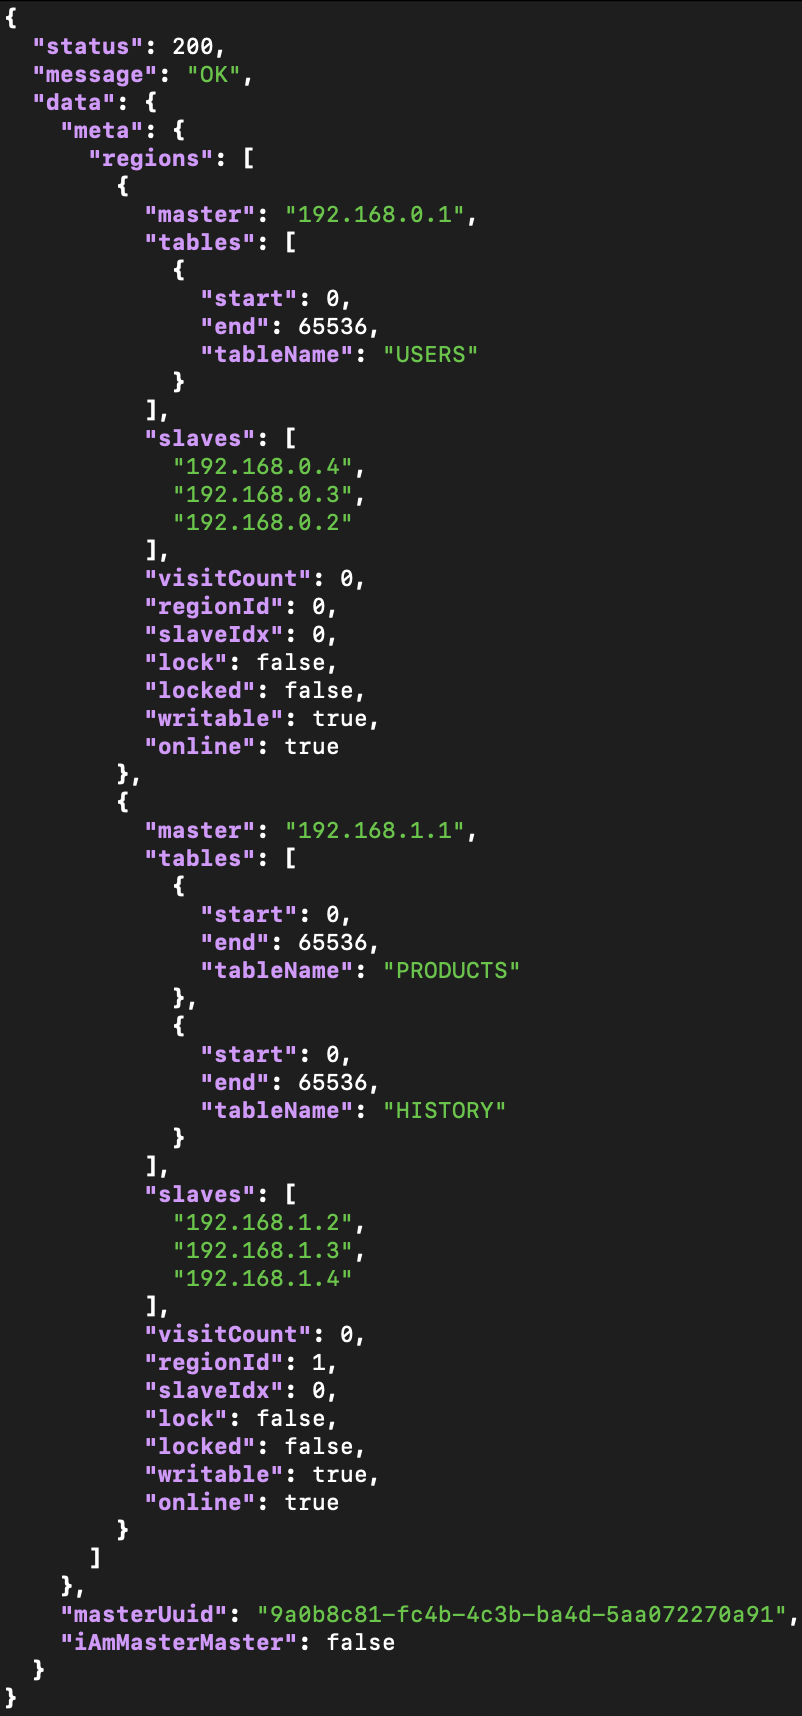 {
  "status": 200,
  "message": "OK",
  "data": {
    "meta": {
      "regions": [
        {
          "master": "192.168.0.1",
          "tables": [
            {
              "start": 0,
              "end": 65536,
              "tableName": "USERS"
            }
          ],
          "slaves": [
            "192.168.0.4",
            "192.168.0.3",
            "192.168.0.2"
          ],
          "visitCount": 0,
          "regionId": 0,
          "slaveIdx": 0,
          "lock": false,
          "locked": false,
          "writable": true,
          "online": true
        },
        {
          "master": "192.168.1.1",
          "tables": [
            {
              "start": 0,
              "end": 65536,
              "tableName": "PRODUCTS"
            },
            {
              "start": 0,
              "end": 65536,
              "tableName": "HISTORY"
            }
          ],
          "slaves": [
            "192.168.1.2",
            "192.168.1.3",
            "192.168.1.4"
          ],
          "visitCount": 0,
          "regionId": 1,
          "slaveIdx": 0,
          "lock": false,
          "locked": false,
          "writable": true,
          "online": true
        }
      ]
    },
    "masterUuid": "9a0b8c81-fc4b-4c3b-ba4d-5aa072270a91",
    "iAmMasterMaster": false
  }
}